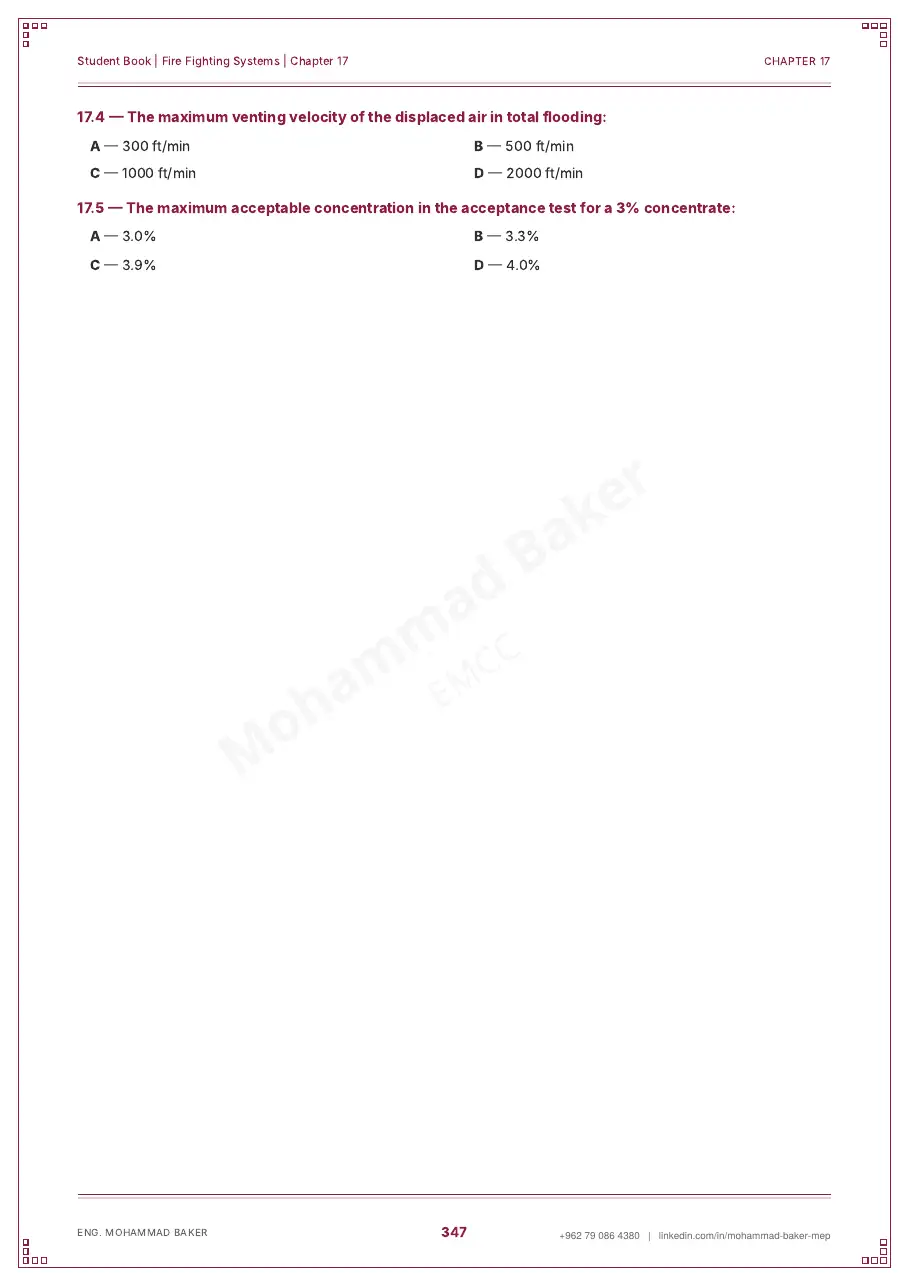 Student Book | Fire Fighting Systems | Chapter 17
CHAPTER 17
17.4 — The maximum venting velocity of the displaced air in total flooding:
A — 300 ft/min
B — 500 ft/min
C — 1000 ft/min
D — 2000 ft/min
17.5 — The maximum acceptable concentration in the acceptance test for a 3% concentrate:
A — 3.0%
B — 3.3%
C — 3.9%
D — 4.0%
Mohammad Baker
EMCC
ENG. MOHAMMAD BAKER
347
+962 79 086 4380 | linkedin.com/in/mohammad-baker-mep